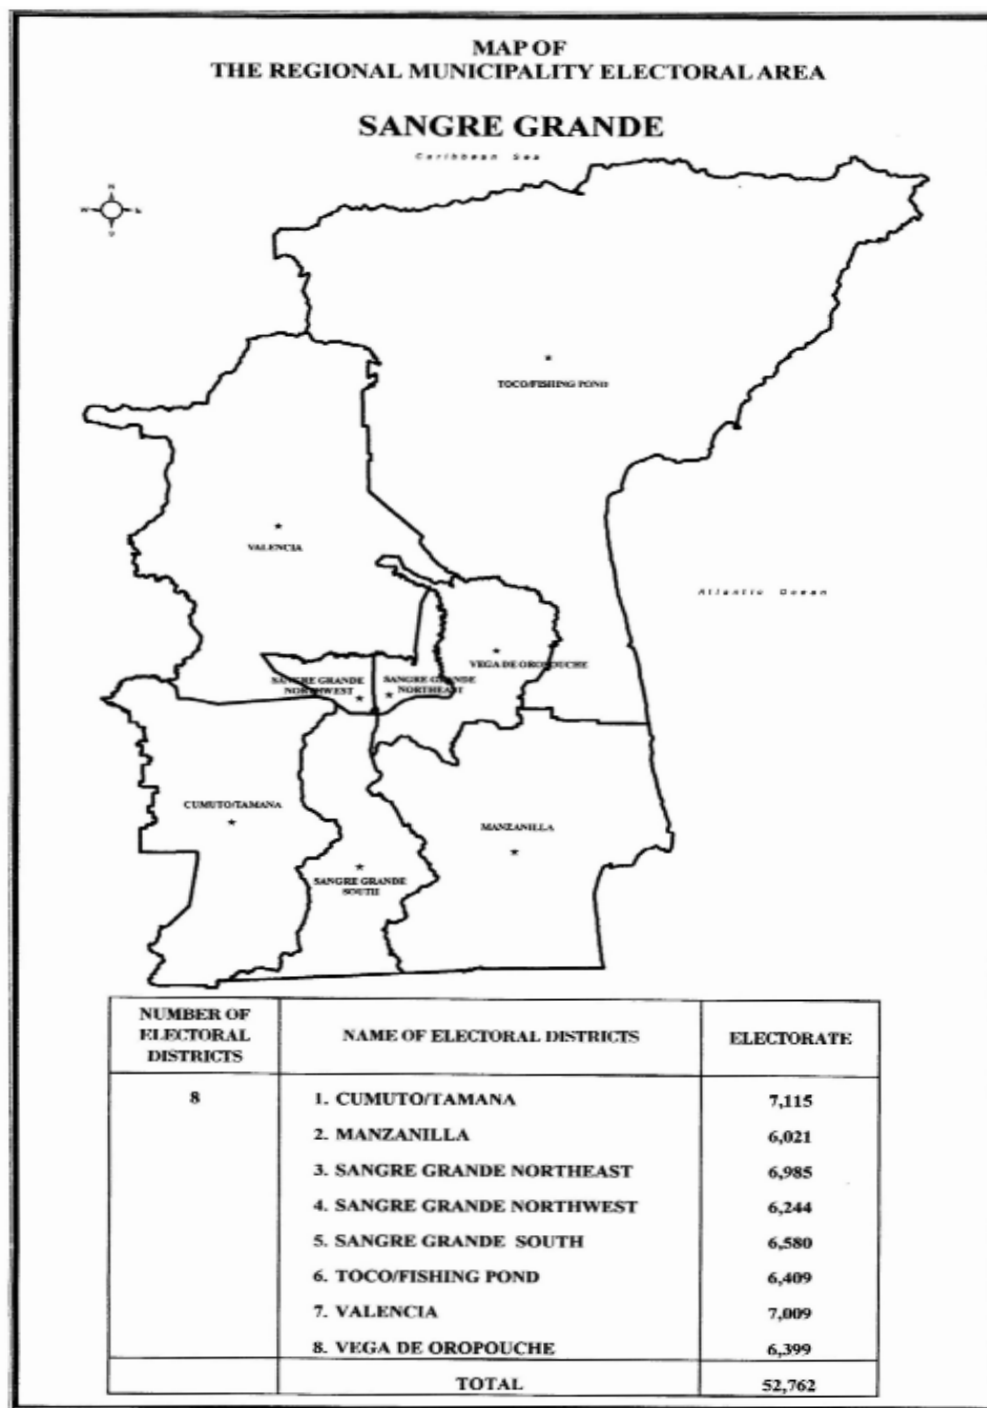 MAP OF
THE REGIONAL MUNICIPALITY ELECTORAL AREA
SANGRE GRANDE
Caribbean Sea
N
W
TOCO/FISHING POND
VALENCIA
Atlantic Ocean
VEGA DE OROPOUCHE
SANGRE GRANDE
NORTHWEST
SANGRE GRANDE
NORTHEAST
CUMUTO/TAMANA
MANZANILLA
SANGRE GRANDE
SOUTH
NUMBER OF
ELECTORAL
DISTRICTS
NAME OF ELECTORAL DISTRICTS
ELECTORATE
8
1. CUMUTO/TAMANA 7,115
2. MANZANILLA 6,021
3. SANGRE GRANDE NORTHEAST 6,985
4. SANGRE GRANDE NORTHWEST 6,244
5. SANGRE GRANDE SOUTH 6,580
6. TOCO/FISHING POND 6,409
7. VALENCIA 7,009
8. VEGA DE OROPOUCHE 6,399
TOTAL 52,762